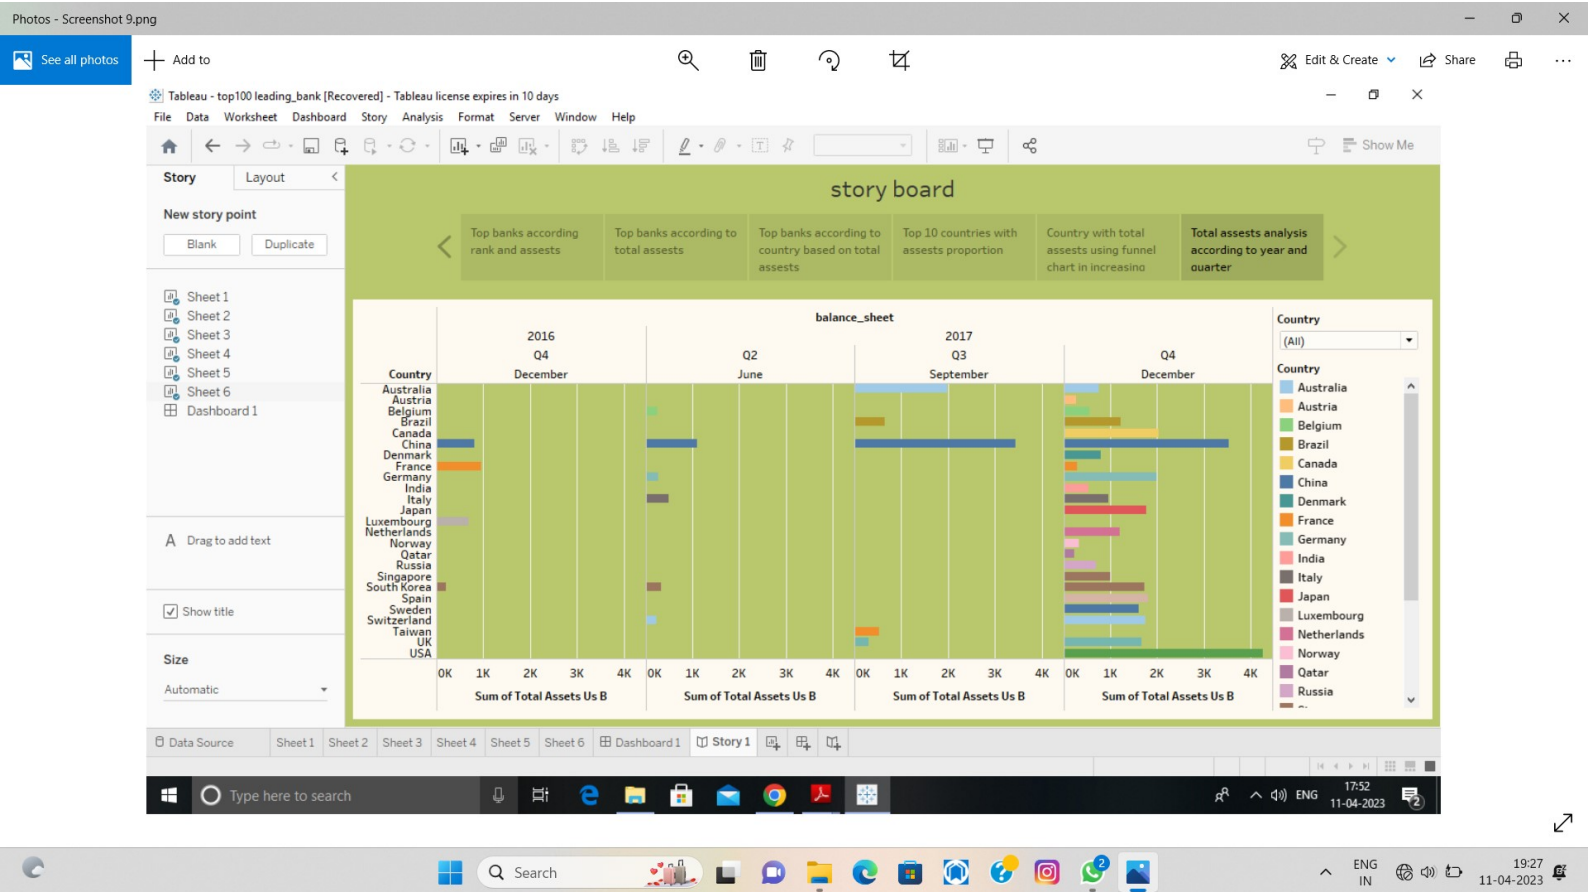 Photos - Screenshot 9.png
See all photos
Add to
Edit & Create
Share
Tableau - top100 leading_bank [Recovered] - Tableau license expires in 10 days
File Data Worksheet Dashboard Story Analysis Format Server Window Help
Show Me
Story Layout
New story point
Blank Duplicate
Sheet 1
Sheet 2
Sheet 3
Sheet 4
Sheet 5
Sheet 6
Dashboard 1
A Drag to add text
Show title
Size
Automatic
story board
Top banks according
rank and assests
Top banks according to
total assests
Top banks according to
country based on total
assests
Top 10 countries with
assests proportion
Country with total
assests using funnel
chart in increasing
Total assests analysis
according to year and
quarter
balance_sheet
2016 2017
Q4 Q2 Q3 Q4
Country December June September December
Australia
Austria
Belgium
Brazil
Canada
China
Denmark
France
Germany
India
Italy
Japan
Luxembourg
Netherlands
Norway
Qatar
Russia
Singapore
South Korea
Spain
Sweden
Switzerland
Taiwan
UK
USA
0K 1K 2K 3K 4K 0K 1K 2K 3K 4K 0K 1K 2K 3K 4K 0K 1K 2K 3K 4K
Sum of Total Assets Us B Sum of Total Assets Us B Sum of Total Assets Us B Sum of Total Assets Us B
Country
(All)
Country
Australia
Austria
Belgium
Brazil
Canada
China
Denmark
France
Germany
India
Italy
Japan
Luxembourg
Netherlands
Norway
Qatar
Russia
Data Source Sheet 1 Sheet 2 Sheet 3 Sheet 4 Sheet 5 Sheet 6 Dashboard 1 Story 1
Type here to search
ENG
17:52
11-04-2023
2
Search
2
ENG
IN
19:27
11-04-2023